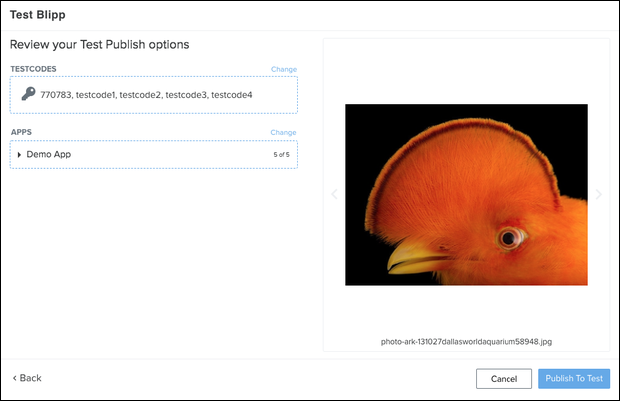 Test Blipp
Review your Test Publish options
TESTCODES
Change
770783, testcode1, testcode2, testcode3, testcode4
APPS
Change
Demo App
5 of 5
photo-ark-131027dallasworldaquarium58948.jpg
Back
Cancel
Publish To Test